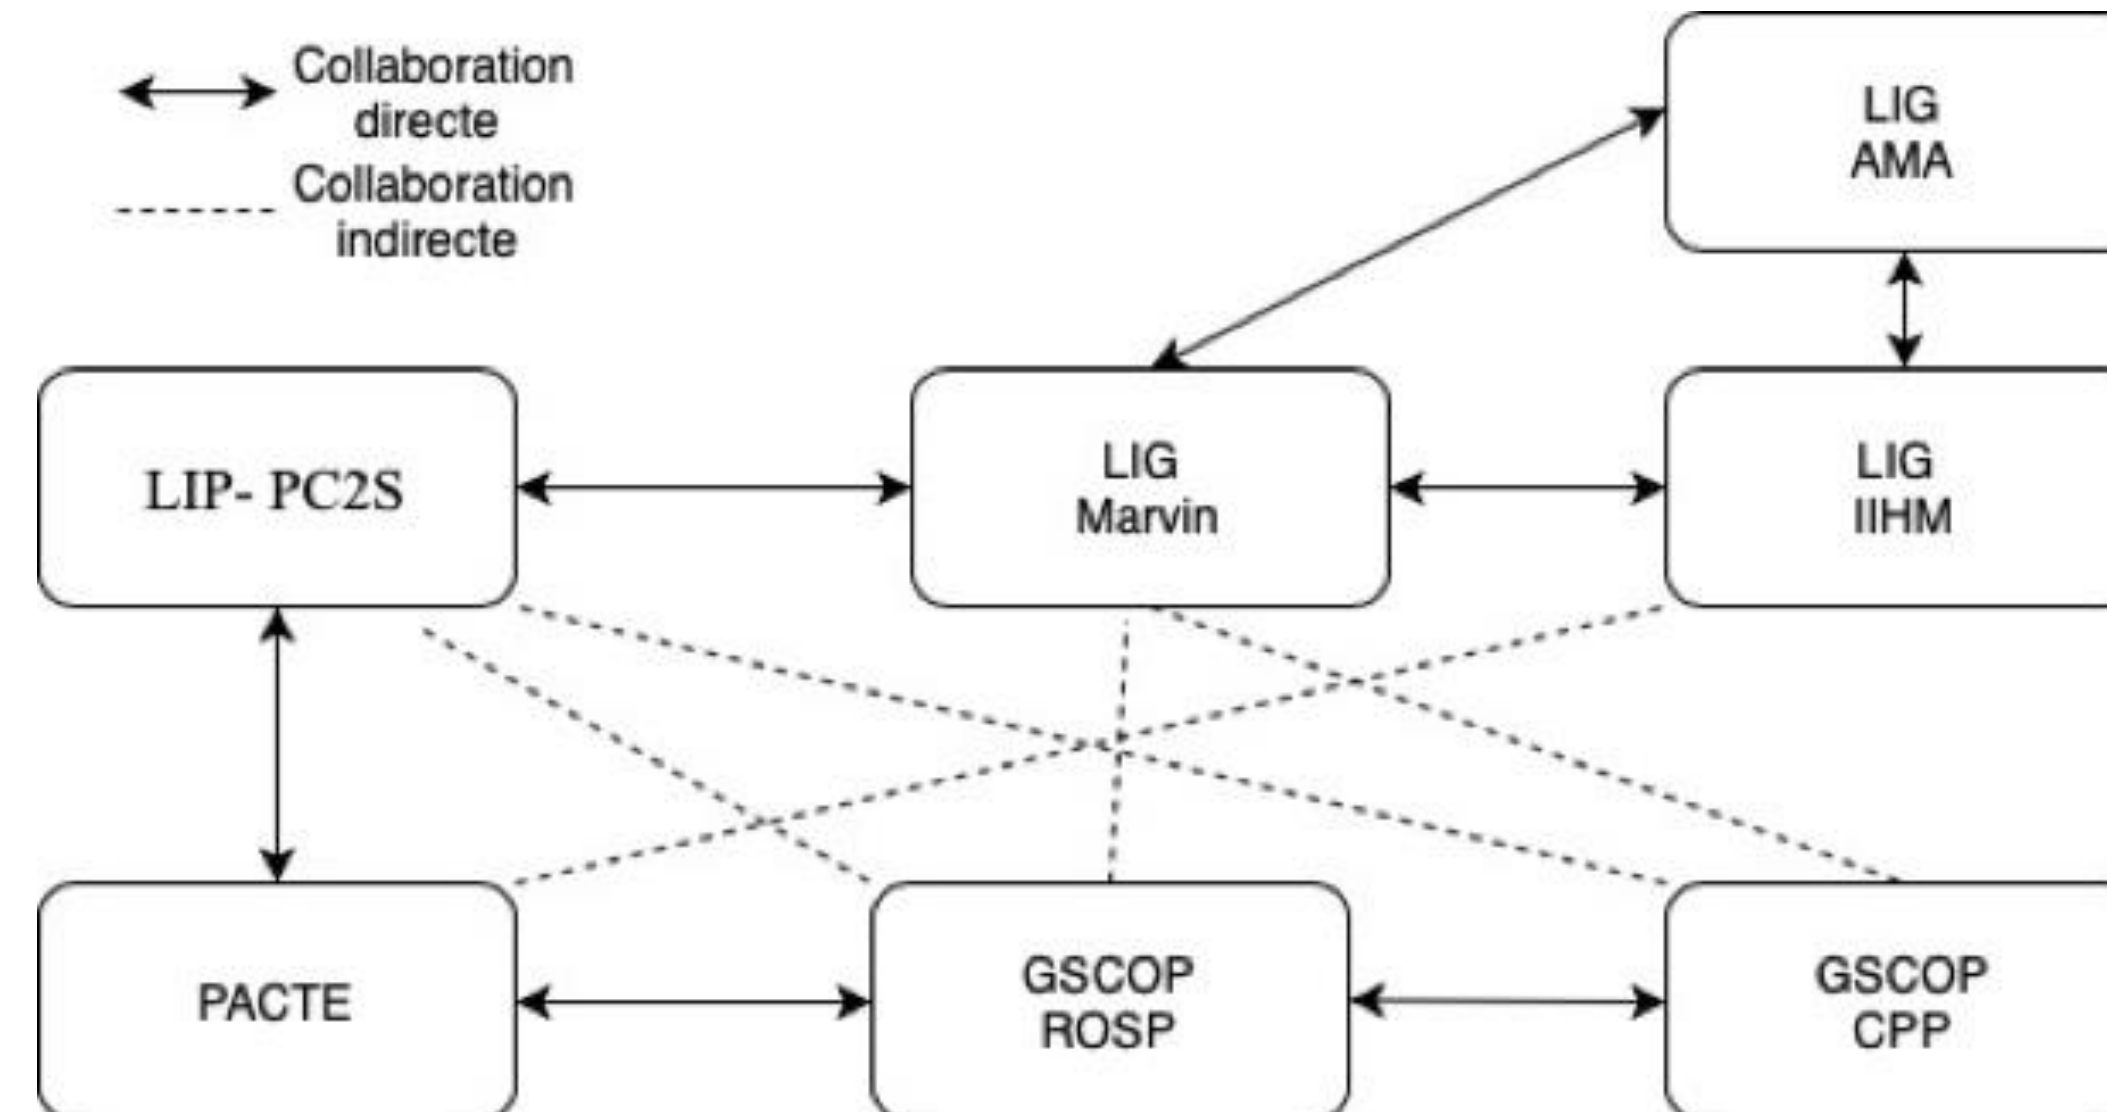 Collaboration
directe
Collaboration
indirecte
LIG
AMA
LIP- PC2S
LIG
Marvin
LIG
IIHM
PACTE
GSCOP
ROSP
GSCOP
CPP